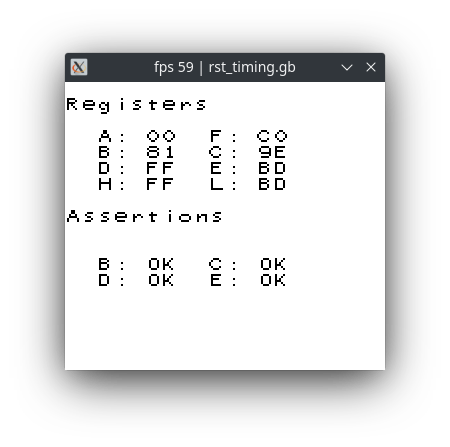 fps 59 | rst_timing.gb
Registers
A: 00 F: C0
B: 81 C: 9E
D: FF E: BD
H: FF L: BD
Assertions
B: OK C: OK
D: OK E: OK